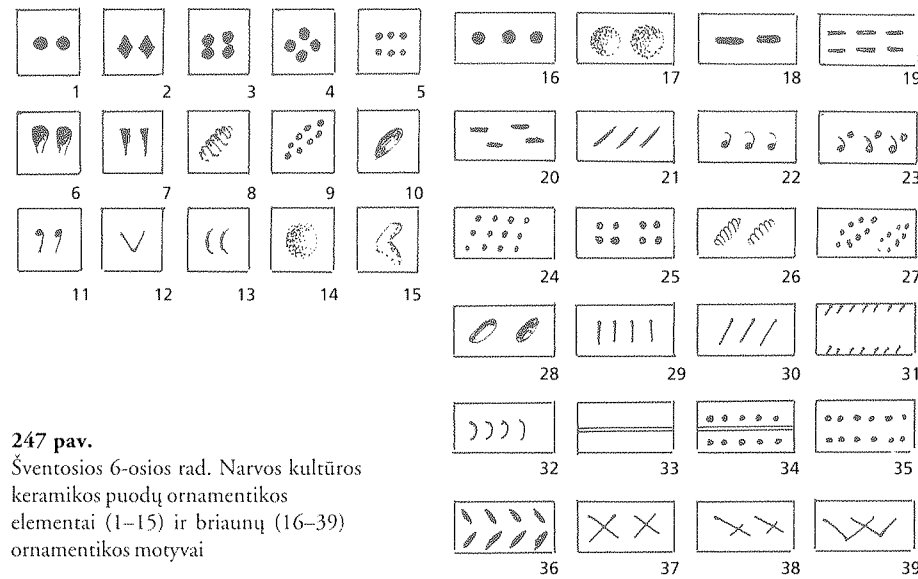 1 2 3 4 5
6 7 8 9 10
11 12 13 14 15
16 17 18 19
20 21 22 23
24 25 26 27
28 29 30 31
32 33 34 35
36 37 38 39
247 pav.
Šventosios 6-osios rad. Narvos kultūros
keramikos puodų ornamentikos
elementai (1–15) ir briaunų (16–39)
ornamentikos motyvai